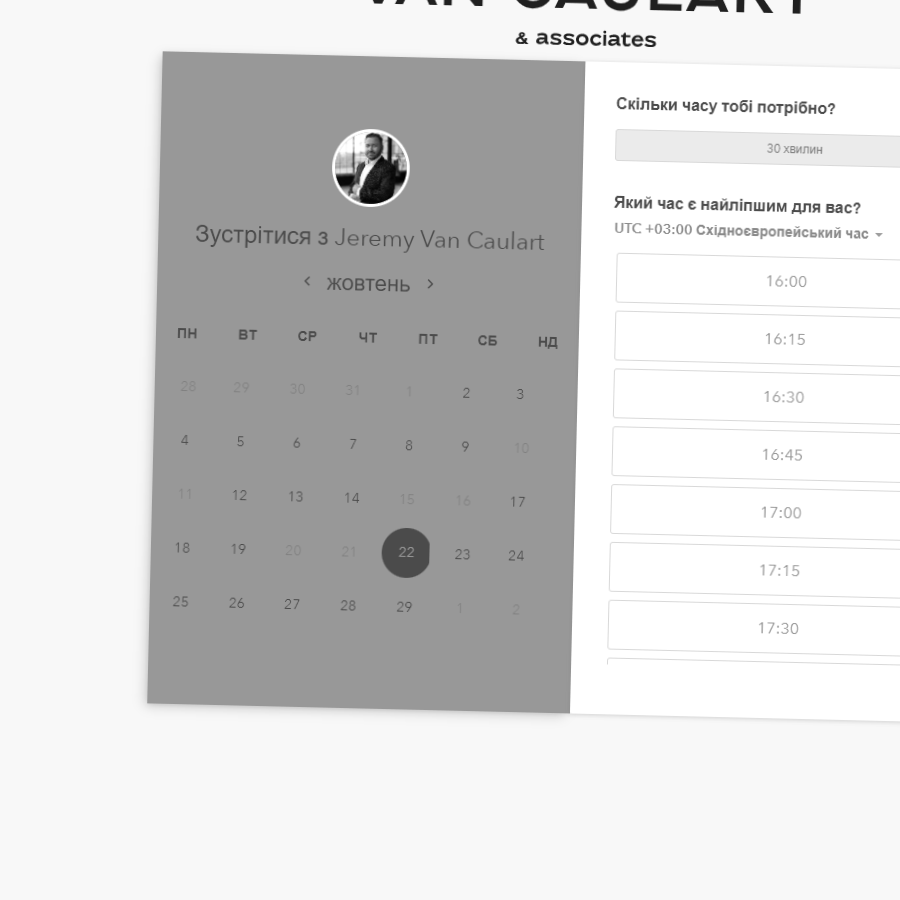 VAN CAULART
& associates
Зустрітися з Jeremy Van Caulart
жовтень
ПН ВТ СР ЧТ ПТ СБ НД
28 29 30 31 1 2 3
4 5 6 7 8 9 10
11 12 13 14 15 16 17
18 19 20 21 22 23 24
25 26 27 28 29 1 2
Скільки часу тобі потрібно?
30 хвилин
Який час є найліпшим для вас?
UTC +03:00 Східноєвропейський час
16:00
16:15
16:30
16:45
17:00
17:15
17:30